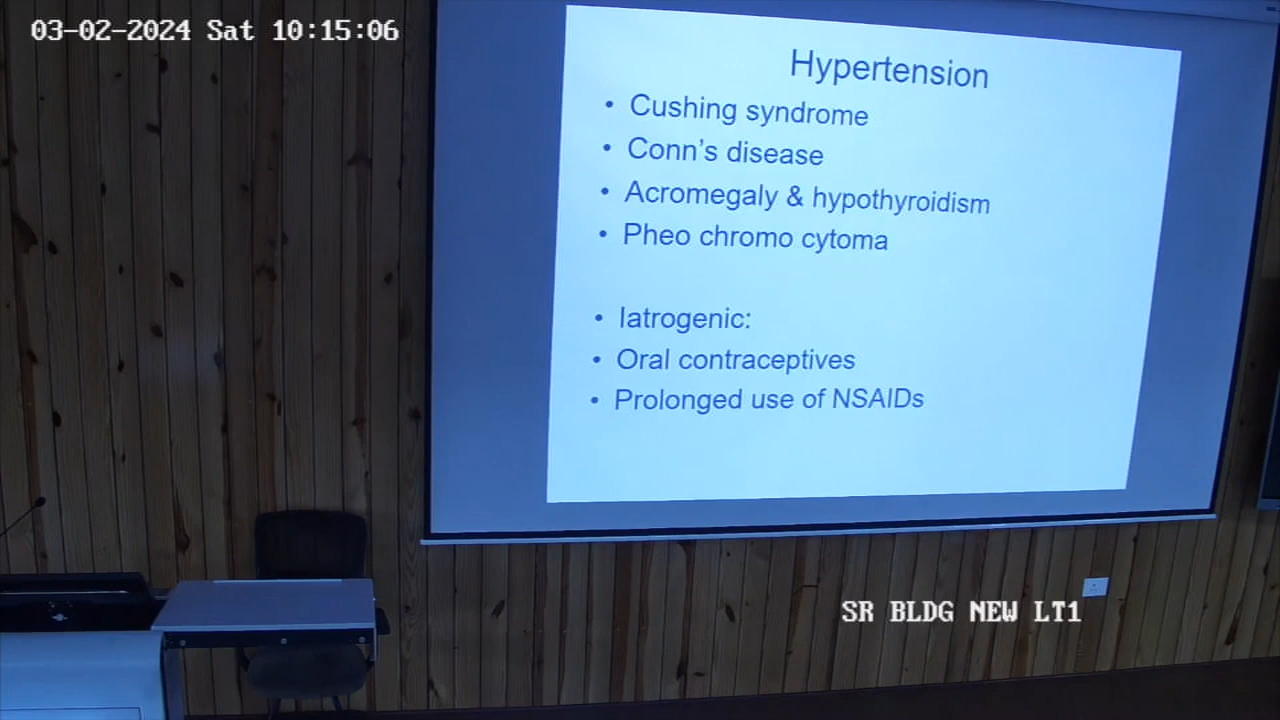 03-02-2024 Sat 10:15:06
Hypertension
• Cushing syndrome
• Conn's disease
• Acromegaly & hypothyroidism
• Pheo chromo cytoma
• Iatrogenic:
• Oral contraceptives
• Prolonged use of NSAIDs
SR BLDG NEW LT1